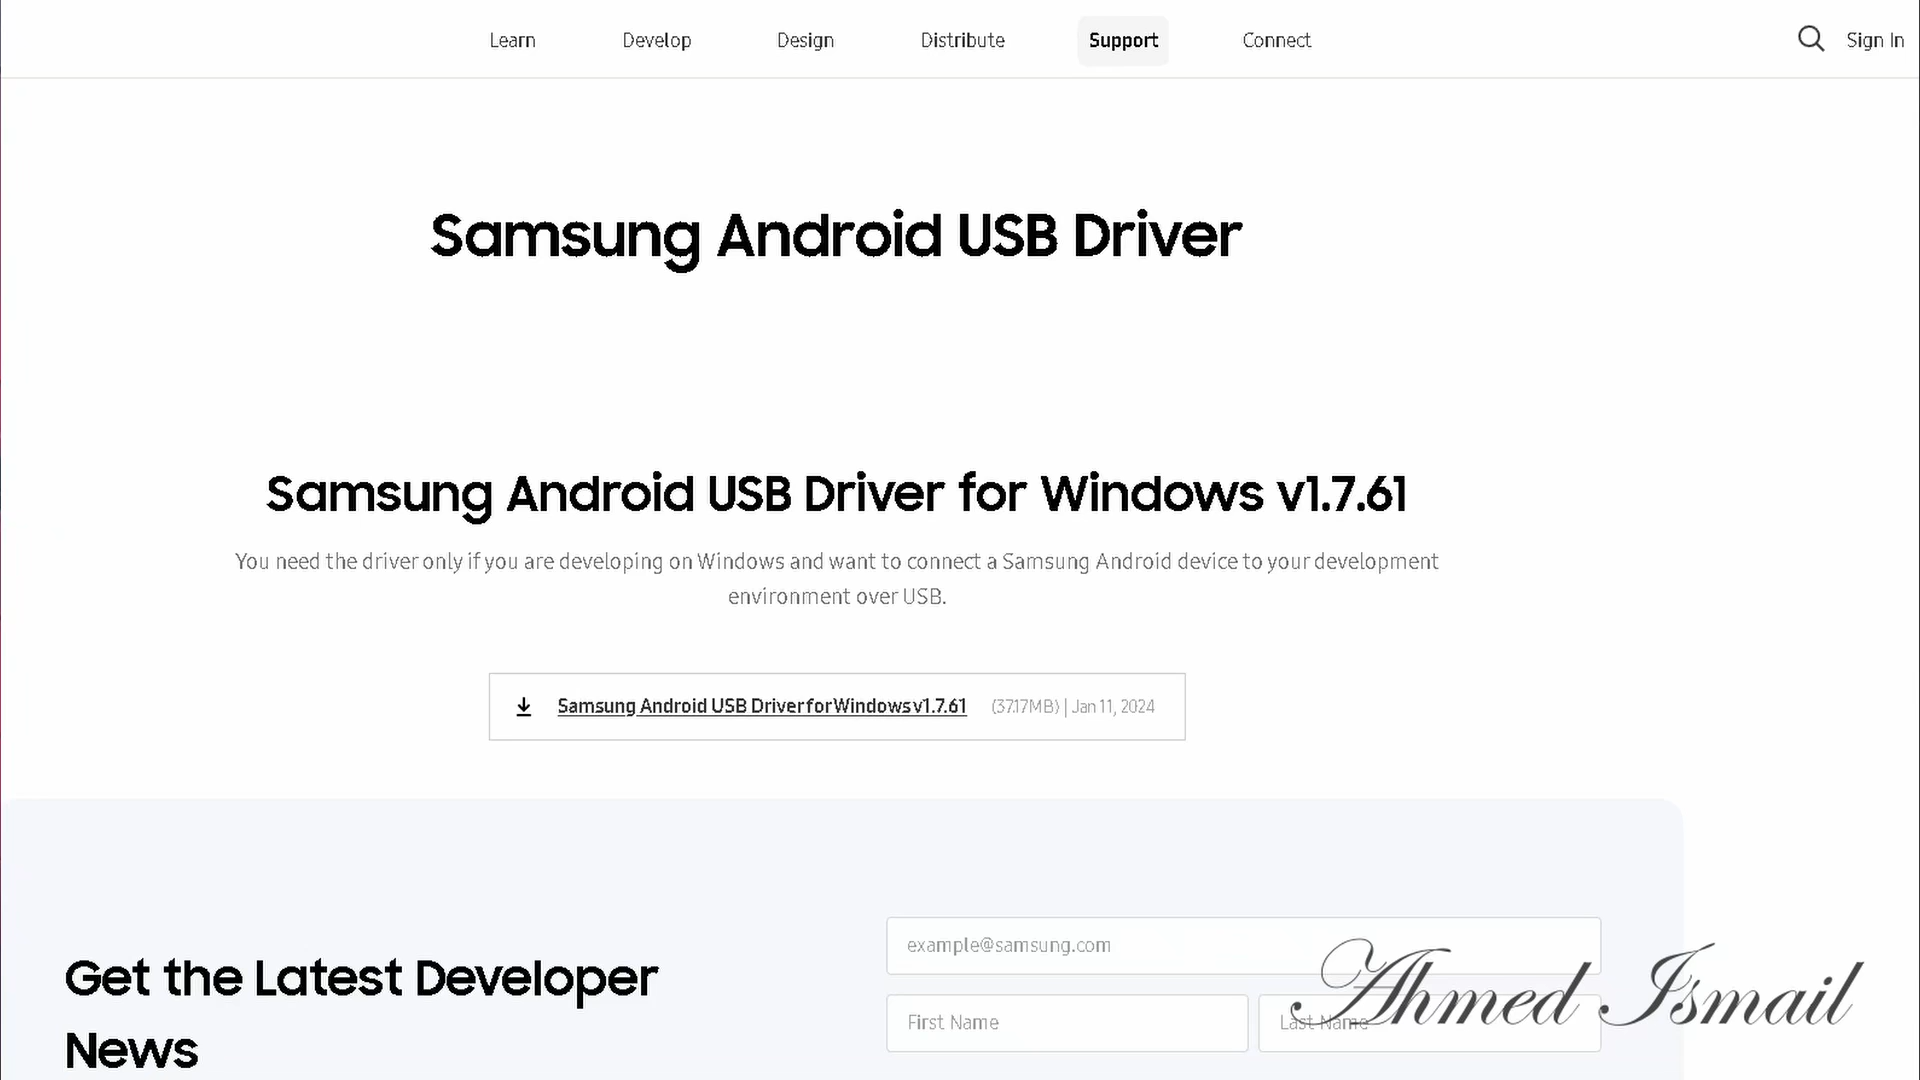 Learn Develop Design Distribute Support Connect Sign In
Samsung Android USB Driver
Samsung Android USB Driver for Windows v1.7.61
You need the driver only if you are developing on Windows and want to connect a Samsung Android device to your development
environment over USB.
Samsung Android USB Driver for Windows v1.7.61 (37.17MB) | Jan 11, 2024
example@samsung.com
Get the Latest Developer
News
First Name Last Name
Ahmed Ismail